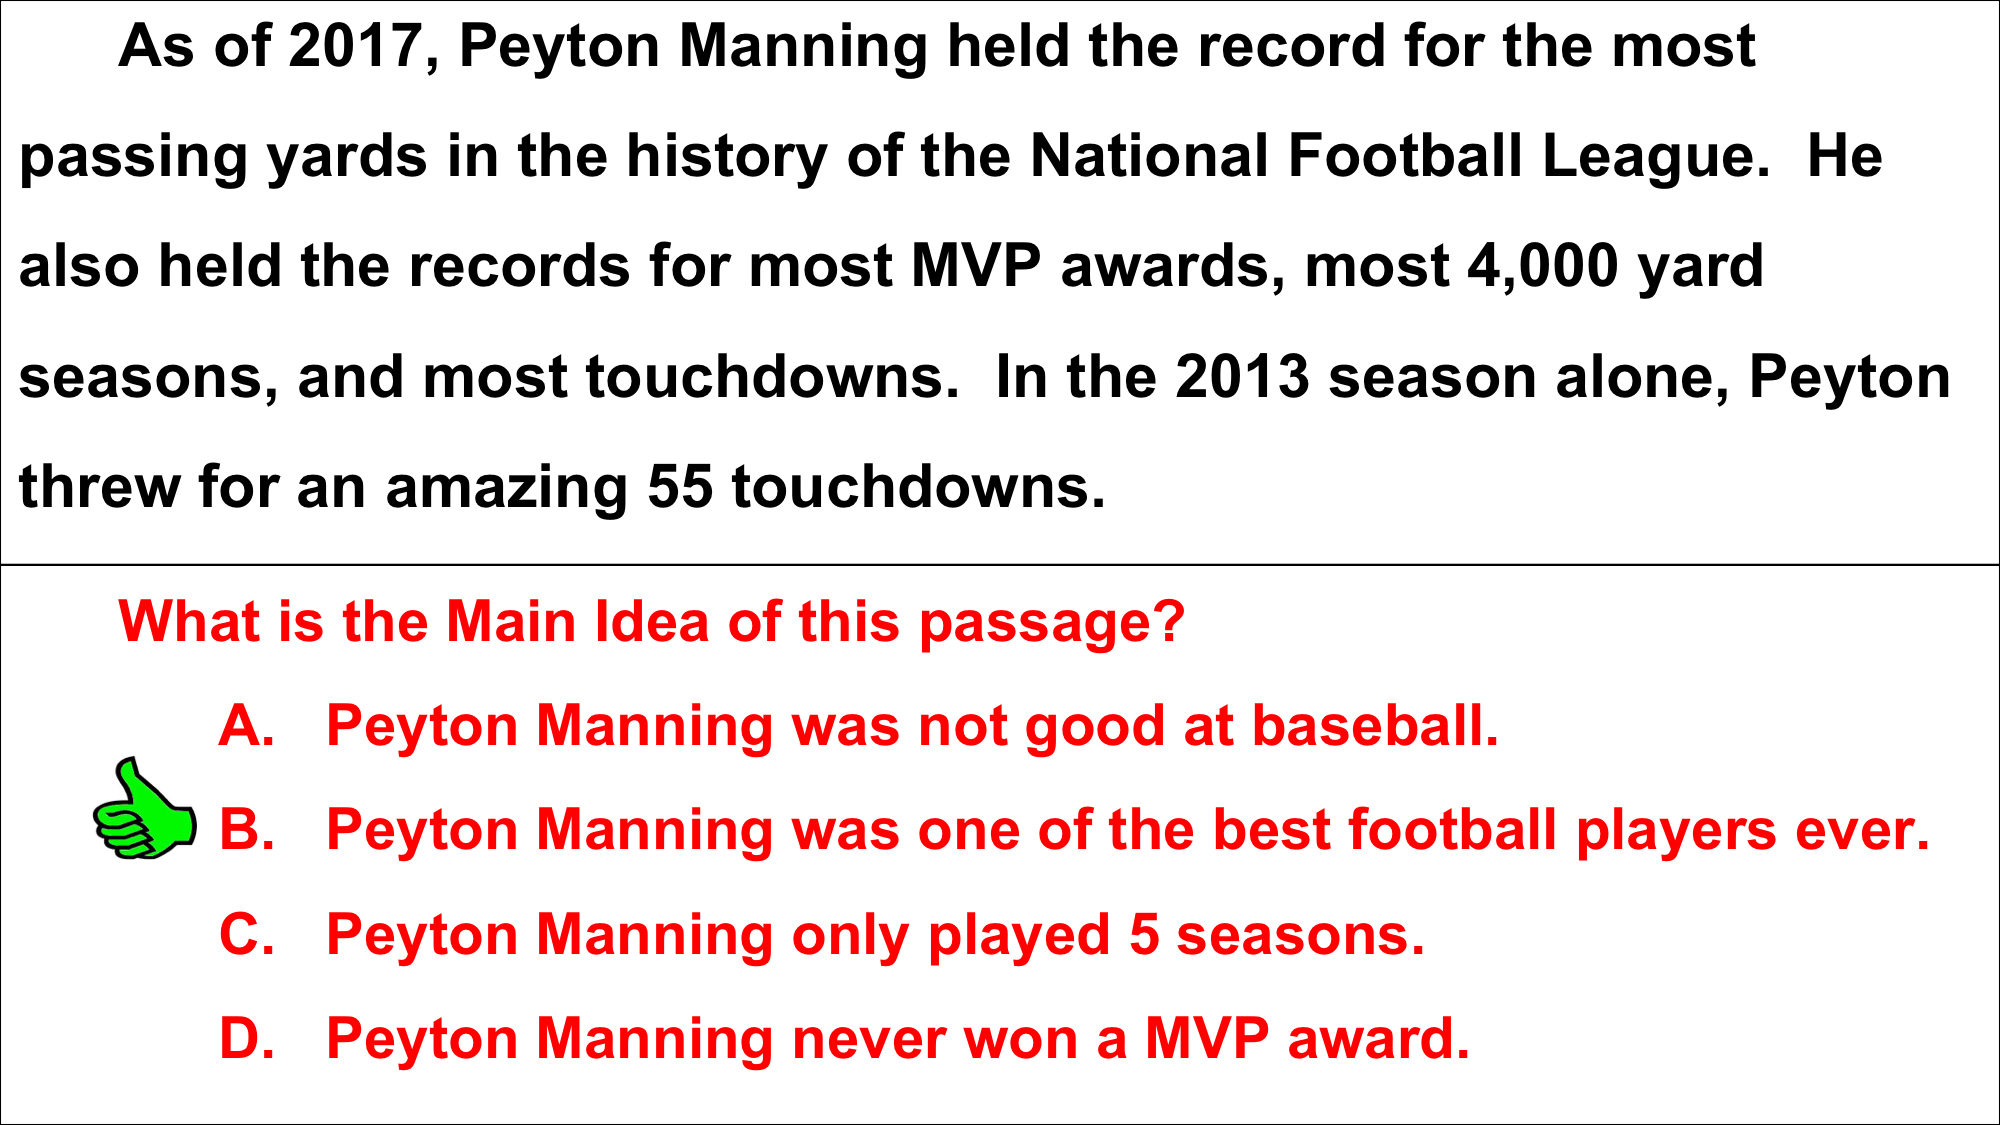 As of 2017, Peyton Manning held the record for the most
passing yards in the history of the National Football League.  He
also held the records for most MVP awards, most 4,000 yard
seasons, and most touchdowns.  In the 2013 season alone, Peyton
threw for an amazing 55 touchdowns.
What is the Main Idea of this passage?
A. Peyton Manning was not good at baseball.
B. Peyton Manning was one of the best football players ever.
C. Peyton Manning only played 5 seasons.
D. Peyton Manning never won a MVP award.